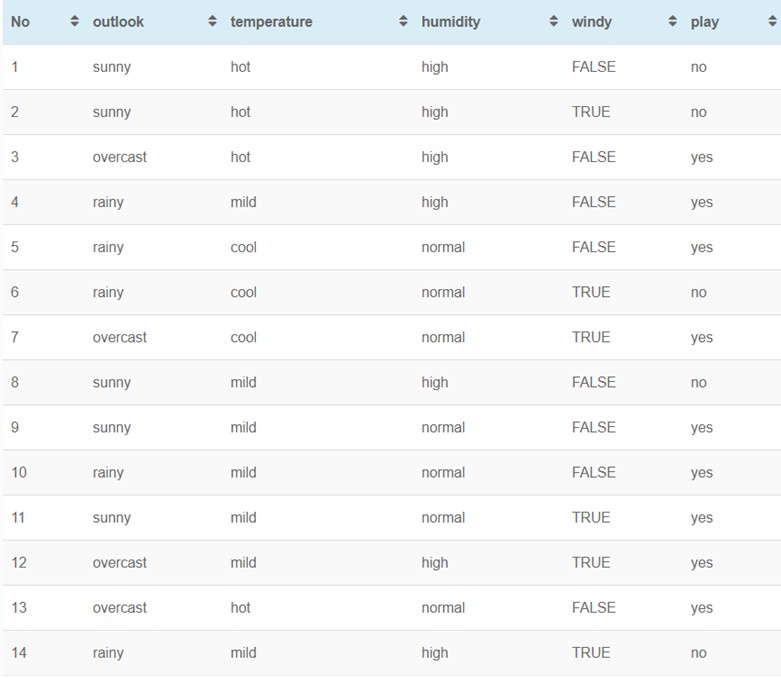 No outlook temperature humidity windy play
1 sunny hot high FALSE no
2 sunny hot high TRUE no
3 overcast hot high FALSE yes
4 rainy mild high FALSE yes
5 rainy cool normal FALSE yes
6 rainy cool normal TRUE no
7 overcast cool normal TRUE yes
8 sunny mild high FALSE no
9 sunny mild normal FALSE yes
10 rainy mild normal FALSE yes
11 sunny mild normal TRUE yes
12 overcast mild high TRUE yes
13 overcast hot normal FALSE yes
14 rainy mild high TRUE no